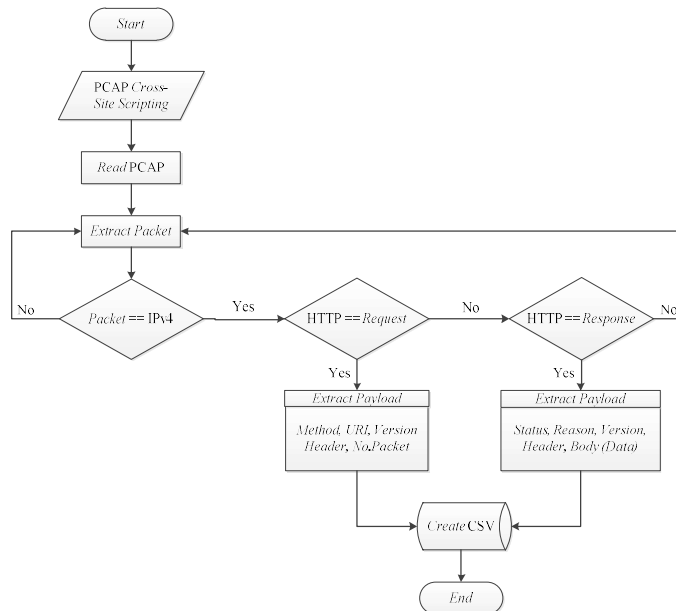 Start
PCAP Cross-
Site Scripting
Read PCAP
Extract Packet
No
Packet == IPv4
Yes
HTTP == Request
No
HTTP == Response
No
Yes
Yes
Extract Payload
Method, URI, Version
Header, No.Packet
Extract Payload
Status, Reason, Version,
Header, Body (Data)
Create CSV
End